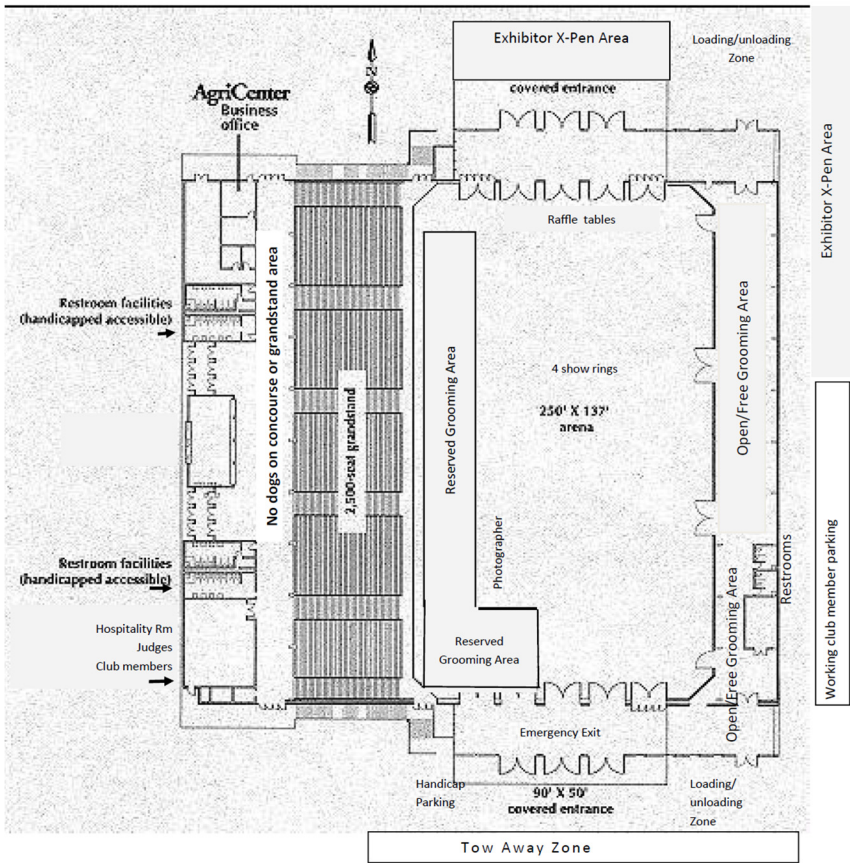 Exhibitor X-Pen Area
Loading/unloading
Zone
covered entrance
N
AgriCenter
Business
office
Exhibitor X-Pen Area
Raffle tables
Restroom facilities
(handicapped accessible)
No dogs on concourse or grandstand area
2,500-seat grandstand
Reserved Grooming Area
4 show rings
250' X 137'
arena
Open/Free Grooming Area
Working club member parking
Photographer
Restroom facilities
(handicapped accessible)
Restrooms
Open/Free Grooming Area
Hospitality Rm
Judges
Club members
Reserved
Grooming Area
Emergency Exit
Handicap
Parking
90' X 50'
covered entrance
Loading/
unloading
Zone
Tow Away Zone